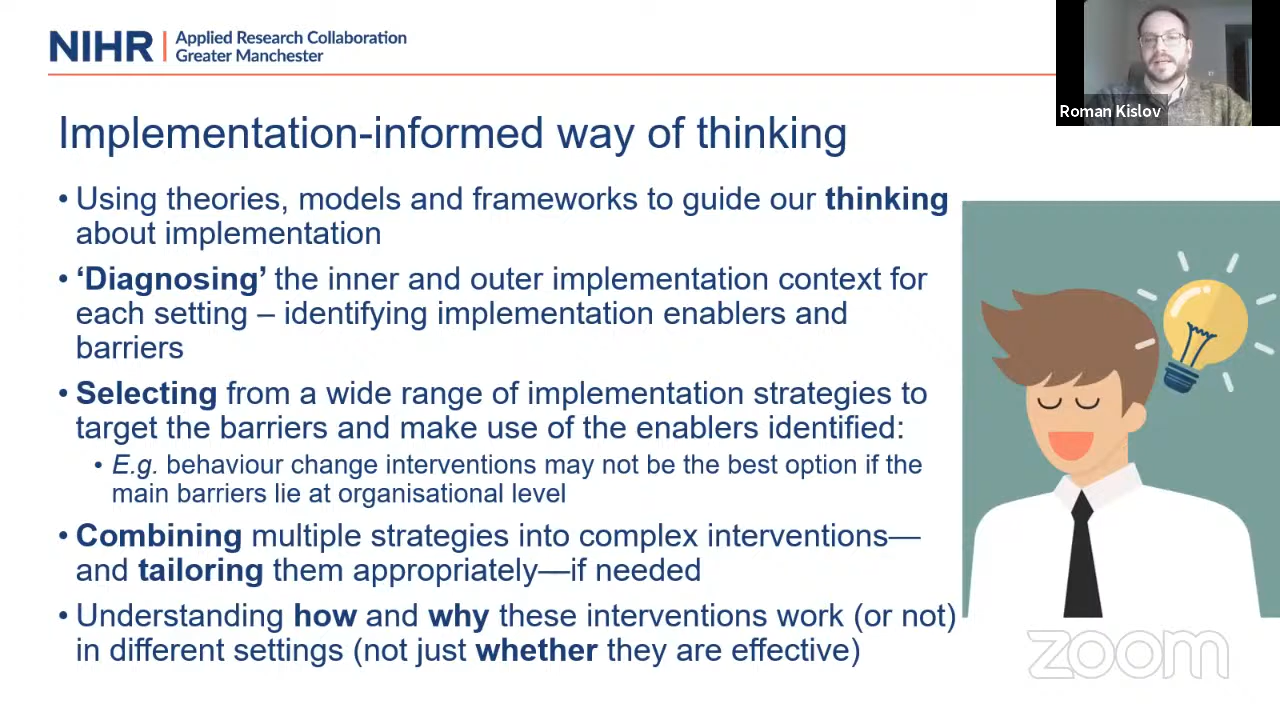 NIHR | Applied Research Collaboration
Greater Manchester
Roman Kislov
Implementation-informed way of thinking
• Using theories, models and frameworks to guide our thinking
about implementation
• ‘Diagnosing’ the inner and outer implementation context for
each setting – identifying implementation enablers and
barriers
• Selecting from a wide range of implementation strategies to
target the barriers and make use of the enablers identified:
• E.g. behaviour change interventions may not be the best option if the
main barriers lie at organisational level
• Combining multiple strategies into complex interventions—
and tailoring them appropriately—if needed
• Understanding how and why these interventions work (or not)
in different settings (not just whether they are effective)
zoom